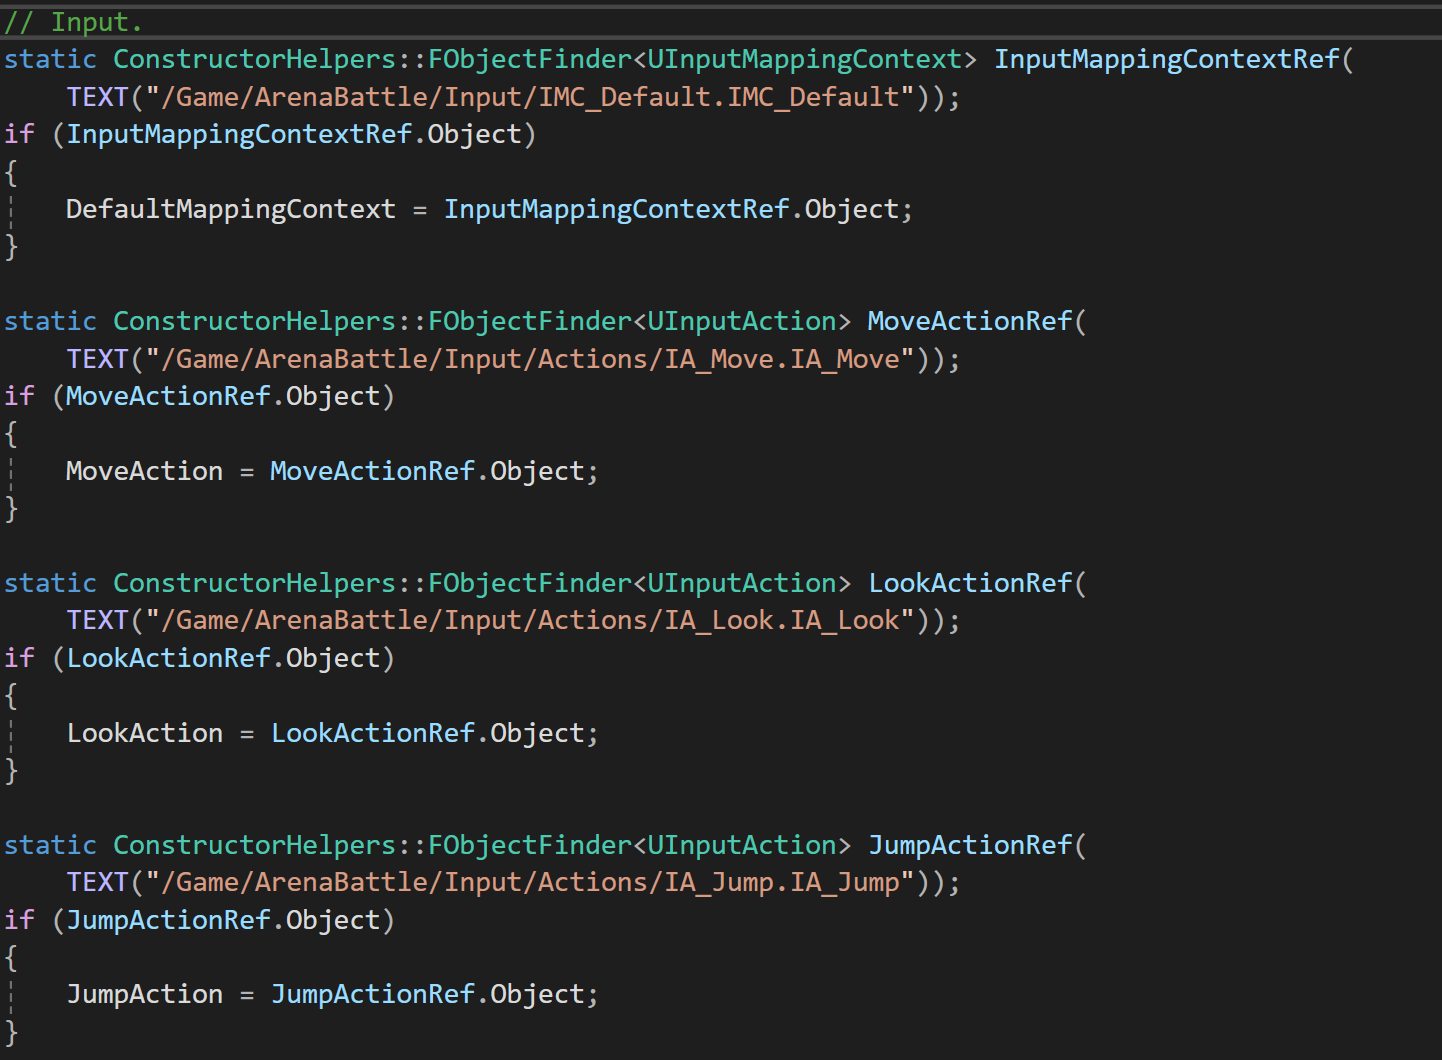 // Input.
static ConstructorHelpers::FObjectFinder<UInputMappingContext> InputMappingContextRef(
    TEXT("/Game/ArenaBattle/Input/IMC_Default.IMC_Default"));
if (InputMappingContextRef.Object)
{
    DefaultMappingContext = InputMappingContextRef.Object;
}

static ConstructorHelpers::FObjectFinder<UInputAction> MoveActionRef(
    TEXT("/Game/ArenaBattle/Input/Actions/IA_Move.IA_Move"));
if (MoveActionRef.Object)
{
    MoveAction = MoveActionRef.Object;
}

static ConstructorHelpers::FObjectFinder<UInputAction> LookActionRef(
    TEXT("/Game/ArenaBattle/Input/Actions/IA_Look.IA_Look"));
if (LookActionRef.Object)
{
    LookAction = LookActionRef.Object;
}

static ConstructorHelpers::FObjectFinder<UInputAction> JumpActionRef(
    TEXT("/Game/ArenaBattle/Input/Actions/IA_Jump.IA_Jump"));
if (JumpActionRef.Object)
{
    JumpAction = JumpActionRef.Object;
}